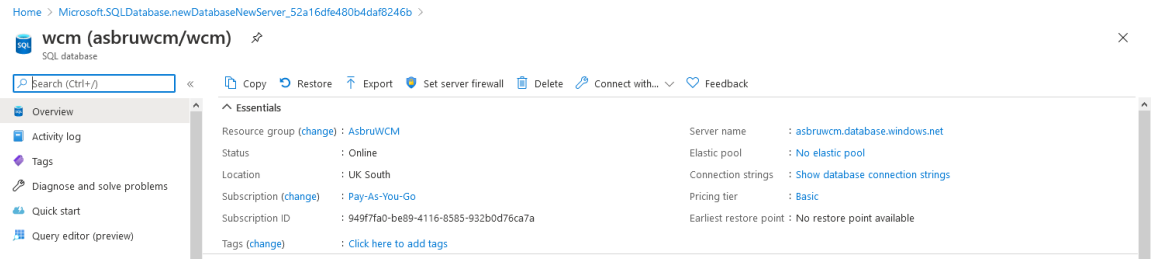 Home > Microsoft.SQLDatabase.newDatabaseNewServer_52a16dfe480b4daf8246b >
wcm (asbruwcm/wcm)
SQL database
Search (Ctrl+/)
Overview
Activity log
Tags
Diagnose and solve problems
Quick start
Query editor (preview)
Copy Restore Export Set server firewall Delete Connect with... Feedback
Essentials
Resource group (change) : AsbruWCM
Status : Online
Location : UK South
Subscription (change) : Pay-As-You-Go
Subscription ID : 949f7fa0-be89-4116-8585-932b0d76ca7a
Tags (change) : Click here to add tags
Server name : asbruwcm.database.windows.net
Elastic pool : No elastic pool
Connection strings : Show database connection strings
Pricing tier : Basic
Earliest restore point : No restore point available